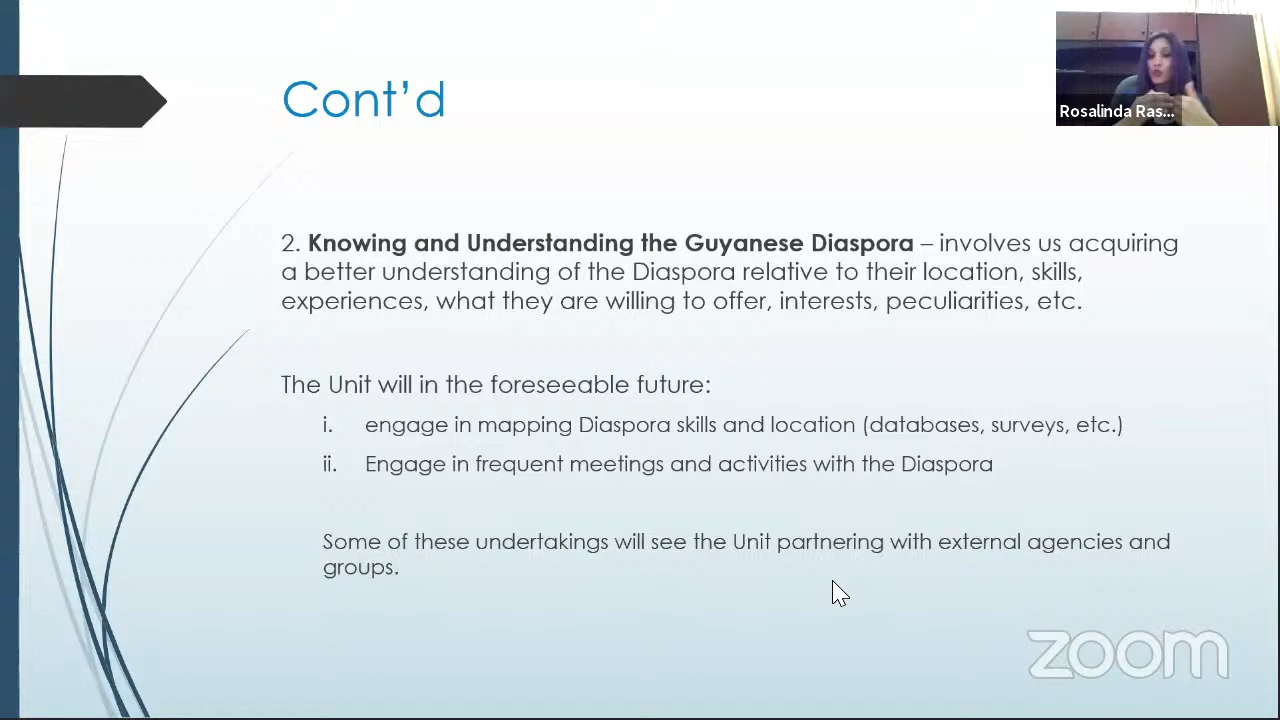 Cont’d
Rosalinda Ras...
2. Knowing and Understanding the Guyanese Diaspora – involves us acquiring
a better understanding of the Diaspora relative to their location, skills,
experiences, what they are willing to offer, interests, peculiarities, etc.
The Unit will in the foreseeable future:
i. engage in mapping Diaspora skills and location (databases, surveys, etc.)
ii. Engage in frequent meetings and activities with the Diaspora
Some of these undertakings will see the Unit partnering with external agencies and
groups.
zoom